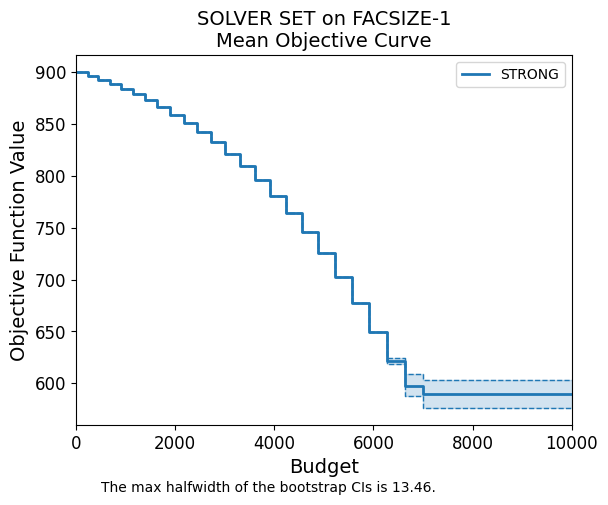 SOLVER SET on FACSIZE-1
Mean Objective Curve
STRONG
Objective Function Value
900
850
800
750
700
650
600
0 2000 4000 6000 8000 10000
Budget
The max halfwidth of the bootstrap CIs is 13.46.